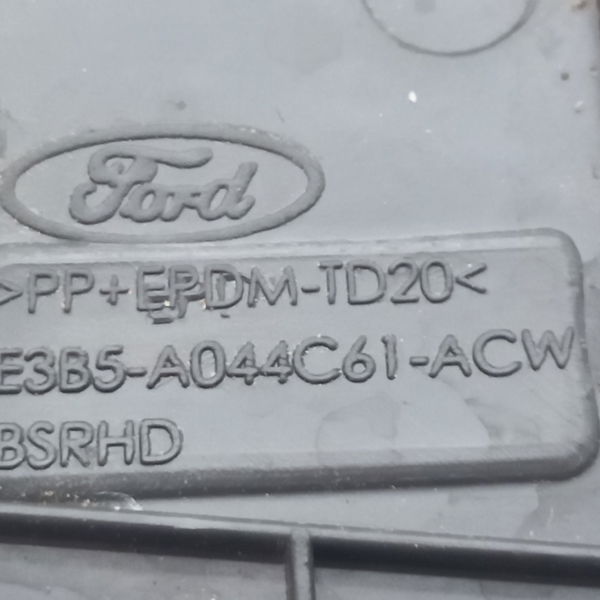 Ford
>PP+EPDM-TD20<
E3B5-A044C61-ACW
BSRHD